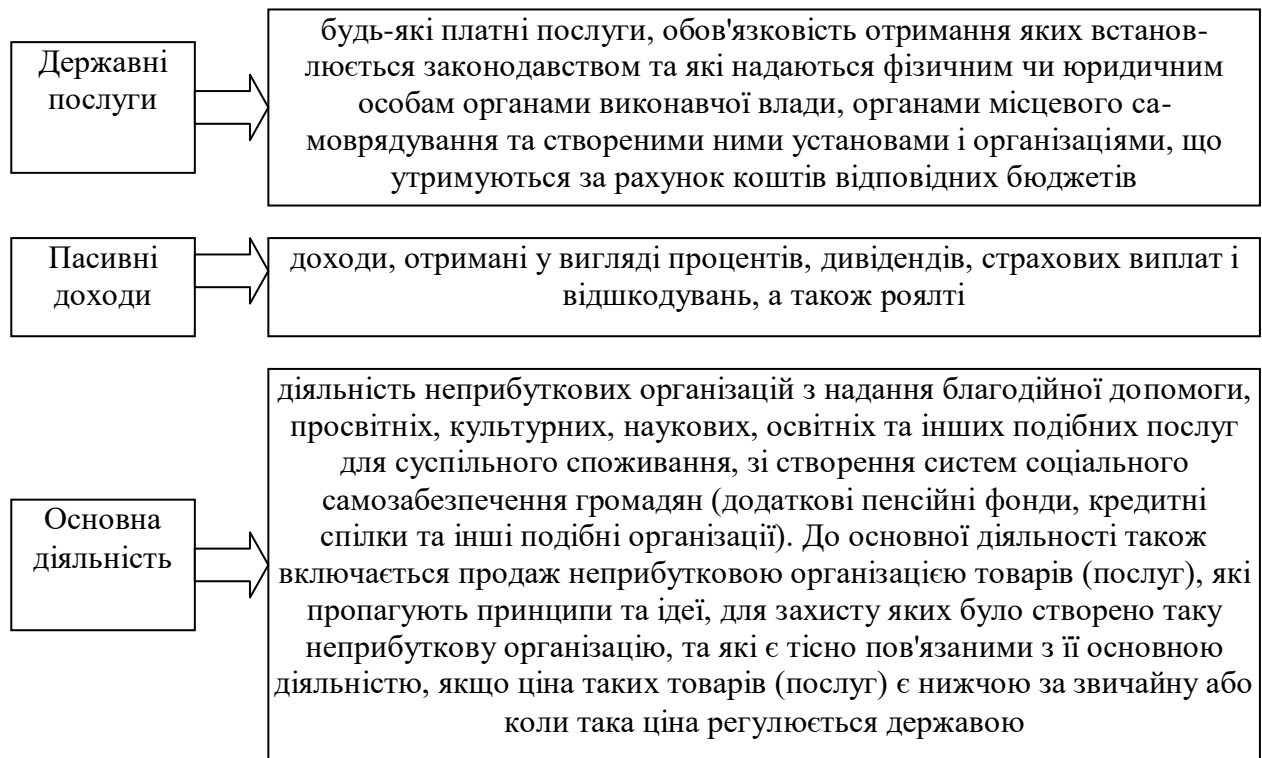 Державні
послуги
будь-які платні послуги, обов'язковість отримання яких встанов-
люється законодавством та які надаються фізичним чи юридичним
особам органами виконавчої влади, органами місцевого са-
моврядування та створеними ними установами і організаціями, що
утримуються за рахунок коштів відповідних бюджетів
Пасивні
доходи
доходи, отримані у вигляді процентів, дивідендів, страхових виплат і
відшкодувань, а також роялті
Основна
діяльність
діяльність неприбуткових організацій з надання благодійної допомоги,
просвітніх, культурних, наукових, освітніх та інших подібних послуг
для суспільного споживання, зі створення систем соціального
самозабезпечення громадян (додаткові пенсійні фонди, кредитні
спілки та інші подібні організації). До основної діяльності також
включається продаж неприбутковою організацією товарів (послуг), які
пропагують принципи та ідеї, для захисту яких було створено таку
неприбуткову організацію, та які є тісно пов'язаними з її основною
діяльністю, якщо ціна таких товарів (послуг) є нижчою за звичайну або
коли така ціна регулюється державою